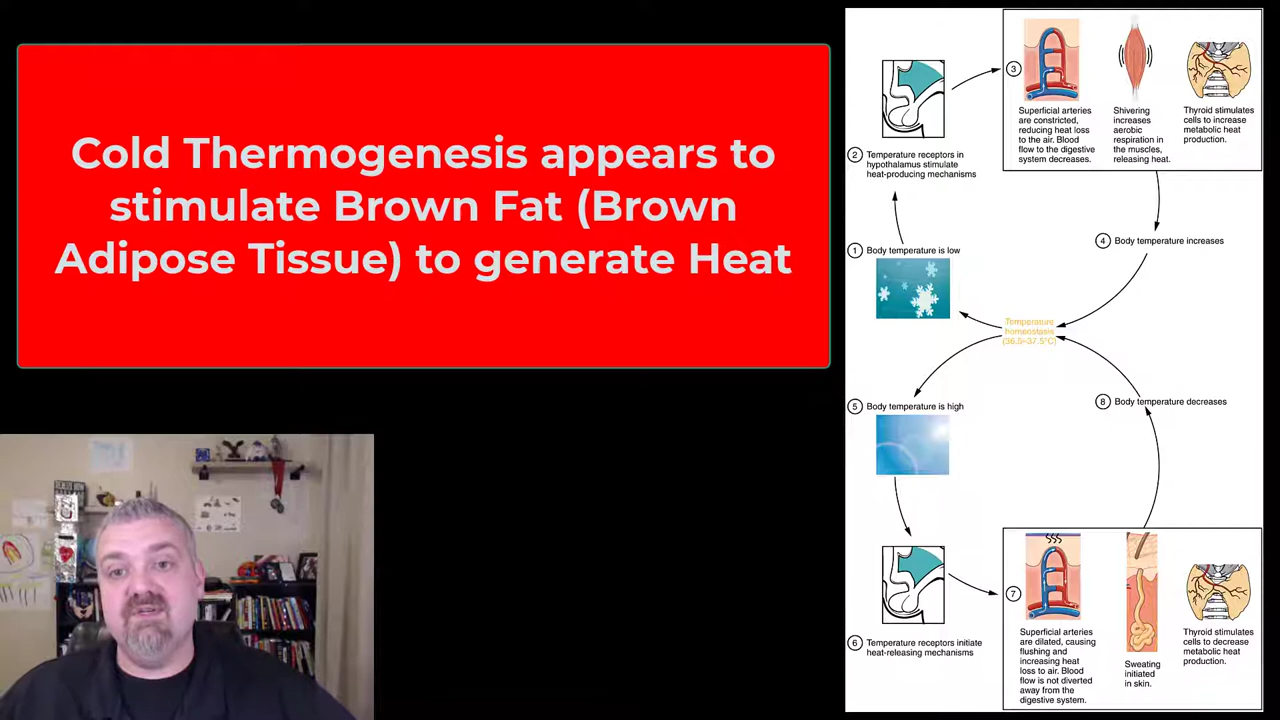 Cold Thermogenesis appears to
stimulate Brown Fat (Brown
Adipose Tissue) to generate Heat
3
Superficial arteries
are constricted,
reducing heat loss
to the air. Blood
flow to the digestive
system decreases.
Shivering
increases
aerobic
respiration in
the muscles,
releasing heat.
Thyroid stimulates
cells to increase
metabolic heat
production.
2 Temperature receptors in
hypothalamus stimulate
heat-producing mechanisms
1 Body temperature is low
4 Body temperature increases
Temperature
homeostasis
(36.5–37.5°C)
5 Body temperature is high
8 Body temperature decreases
6 Temperature receptors initiate
heat-releasing mechanisms
7
Superficial arteries
are dilated, causing
flushing and
increasing heat
loss to air. Blood
flow is not diverted
away from the
digestive system.
Sweating
initiated
in skin.
Thyroid stimulates
cells to decrease
metabolic heat
production.